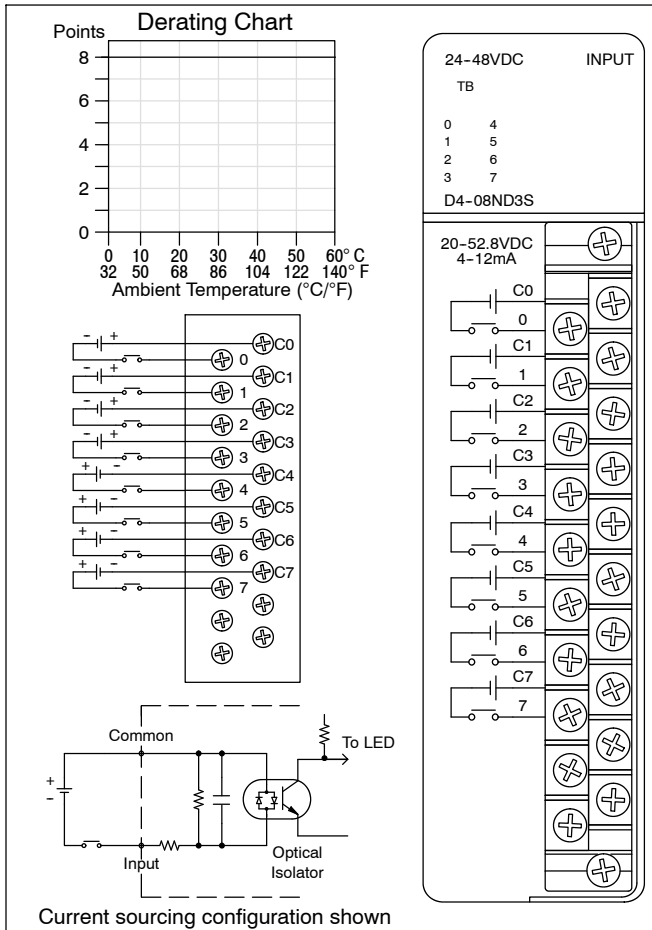 Derating Chart
Points
8
6
4
2
0
0 10 20 30 40 50 60° C
32 50 68 86 104 122 140° F
Ambient Temperature (°C/°F)
- + C0
0
- + C1
1
- + C2
2
- + C3
3
+ - C4
4
+ - C5
5
+ - C6
6
+ - C7
7
Common
To LED
+
-
Input
Optical
Isolator
Current sourcing configuration shown
24-48VDC INPUT
TB
0 4
1 5
2 6
3 7
D4-08ND3S
20-52.8VDC
4-12mA
C0
0
C1
1
C2
2
C3
3
C4
4
C5
5
C6
6
C7
7